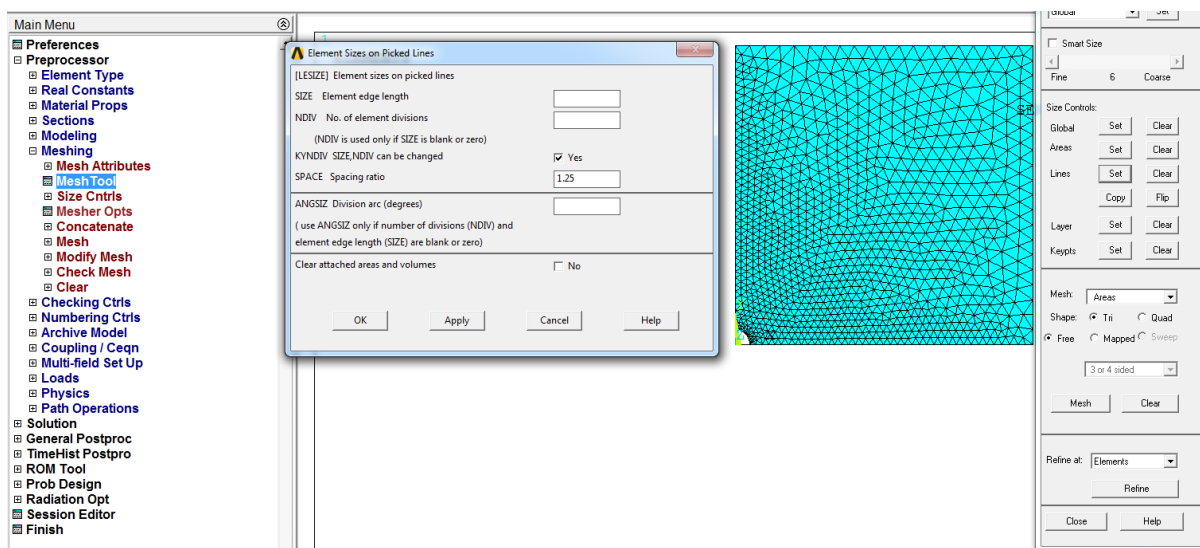 Main Menu
Preferences
Preprocessor
Element Type
Real Constants
Material Props
Sections
Modeling
Meshing
Mesh Attributes
MeshTool
Size Cntrls
Mesher Opts
Concatenate
Mesh
Modify Mesh
Check Mesh
Clear
Checking Ctrls
Numbering Ctrls
Archive Model
Coupling / Ceqn
Multi-field Set Up
Loads
Physics
Path Operations
Solution
General Postproc
TimeHist Postpro
ROM Tool
Prob Design
Radiation Opt
Session Editor
Finish
1
Element Sizes on Picked Lines
[LESIZE] Element sizes on picked lines
SIZE Element edge length
NDIV No. of element divisions
(NDIV is used only if SIZE is blank or zero)
KYNDIV SIZE,NDIV can be changed Yes
SPACE Spacing ratio 1.25
ANGSIZ Division arc (degrees)
( use ANGSIZ only if number of divisions (NDIV) and
element edge length (SIZE) are blank or zero)
Clear attached areas and volumes No
OK Apply Cancel Help
SE
Global Set
Smart Size
Fine 6 Coarse
Size Controls:
Global Set Clear
Areas Set Clear
Lines Set Clear
Copy Flip
Layer Set Clear
Keypts Set Clear
Mesh: Areas
Shape: Tri Quad
Free Mapped Sweep
3 or 4 sided
Mesh Clear
Refine at: Elements
Refine
Close Help